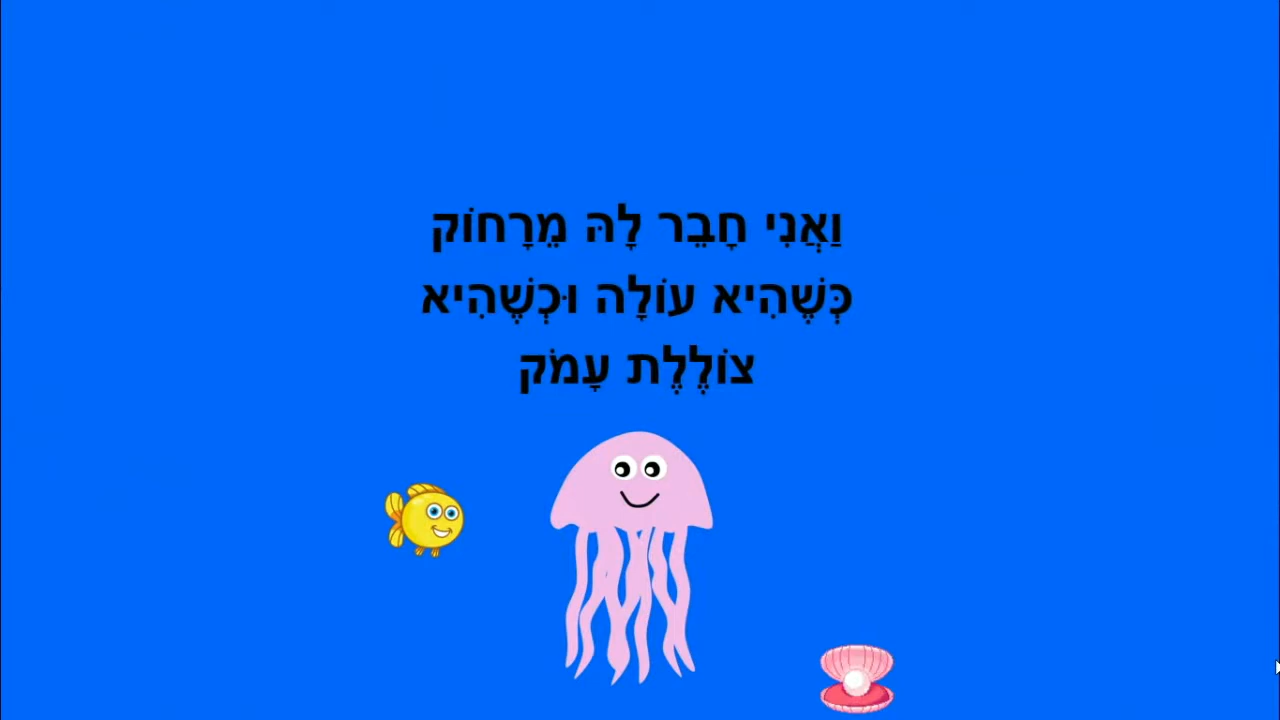 וַאֲנִי חָבֵר לָהּ מֵרָחוֹק
כְּשֶׁהִיא עוֹלָה וּכְשֶׁהִיא
צוֹלֶלֶת עָמֹק